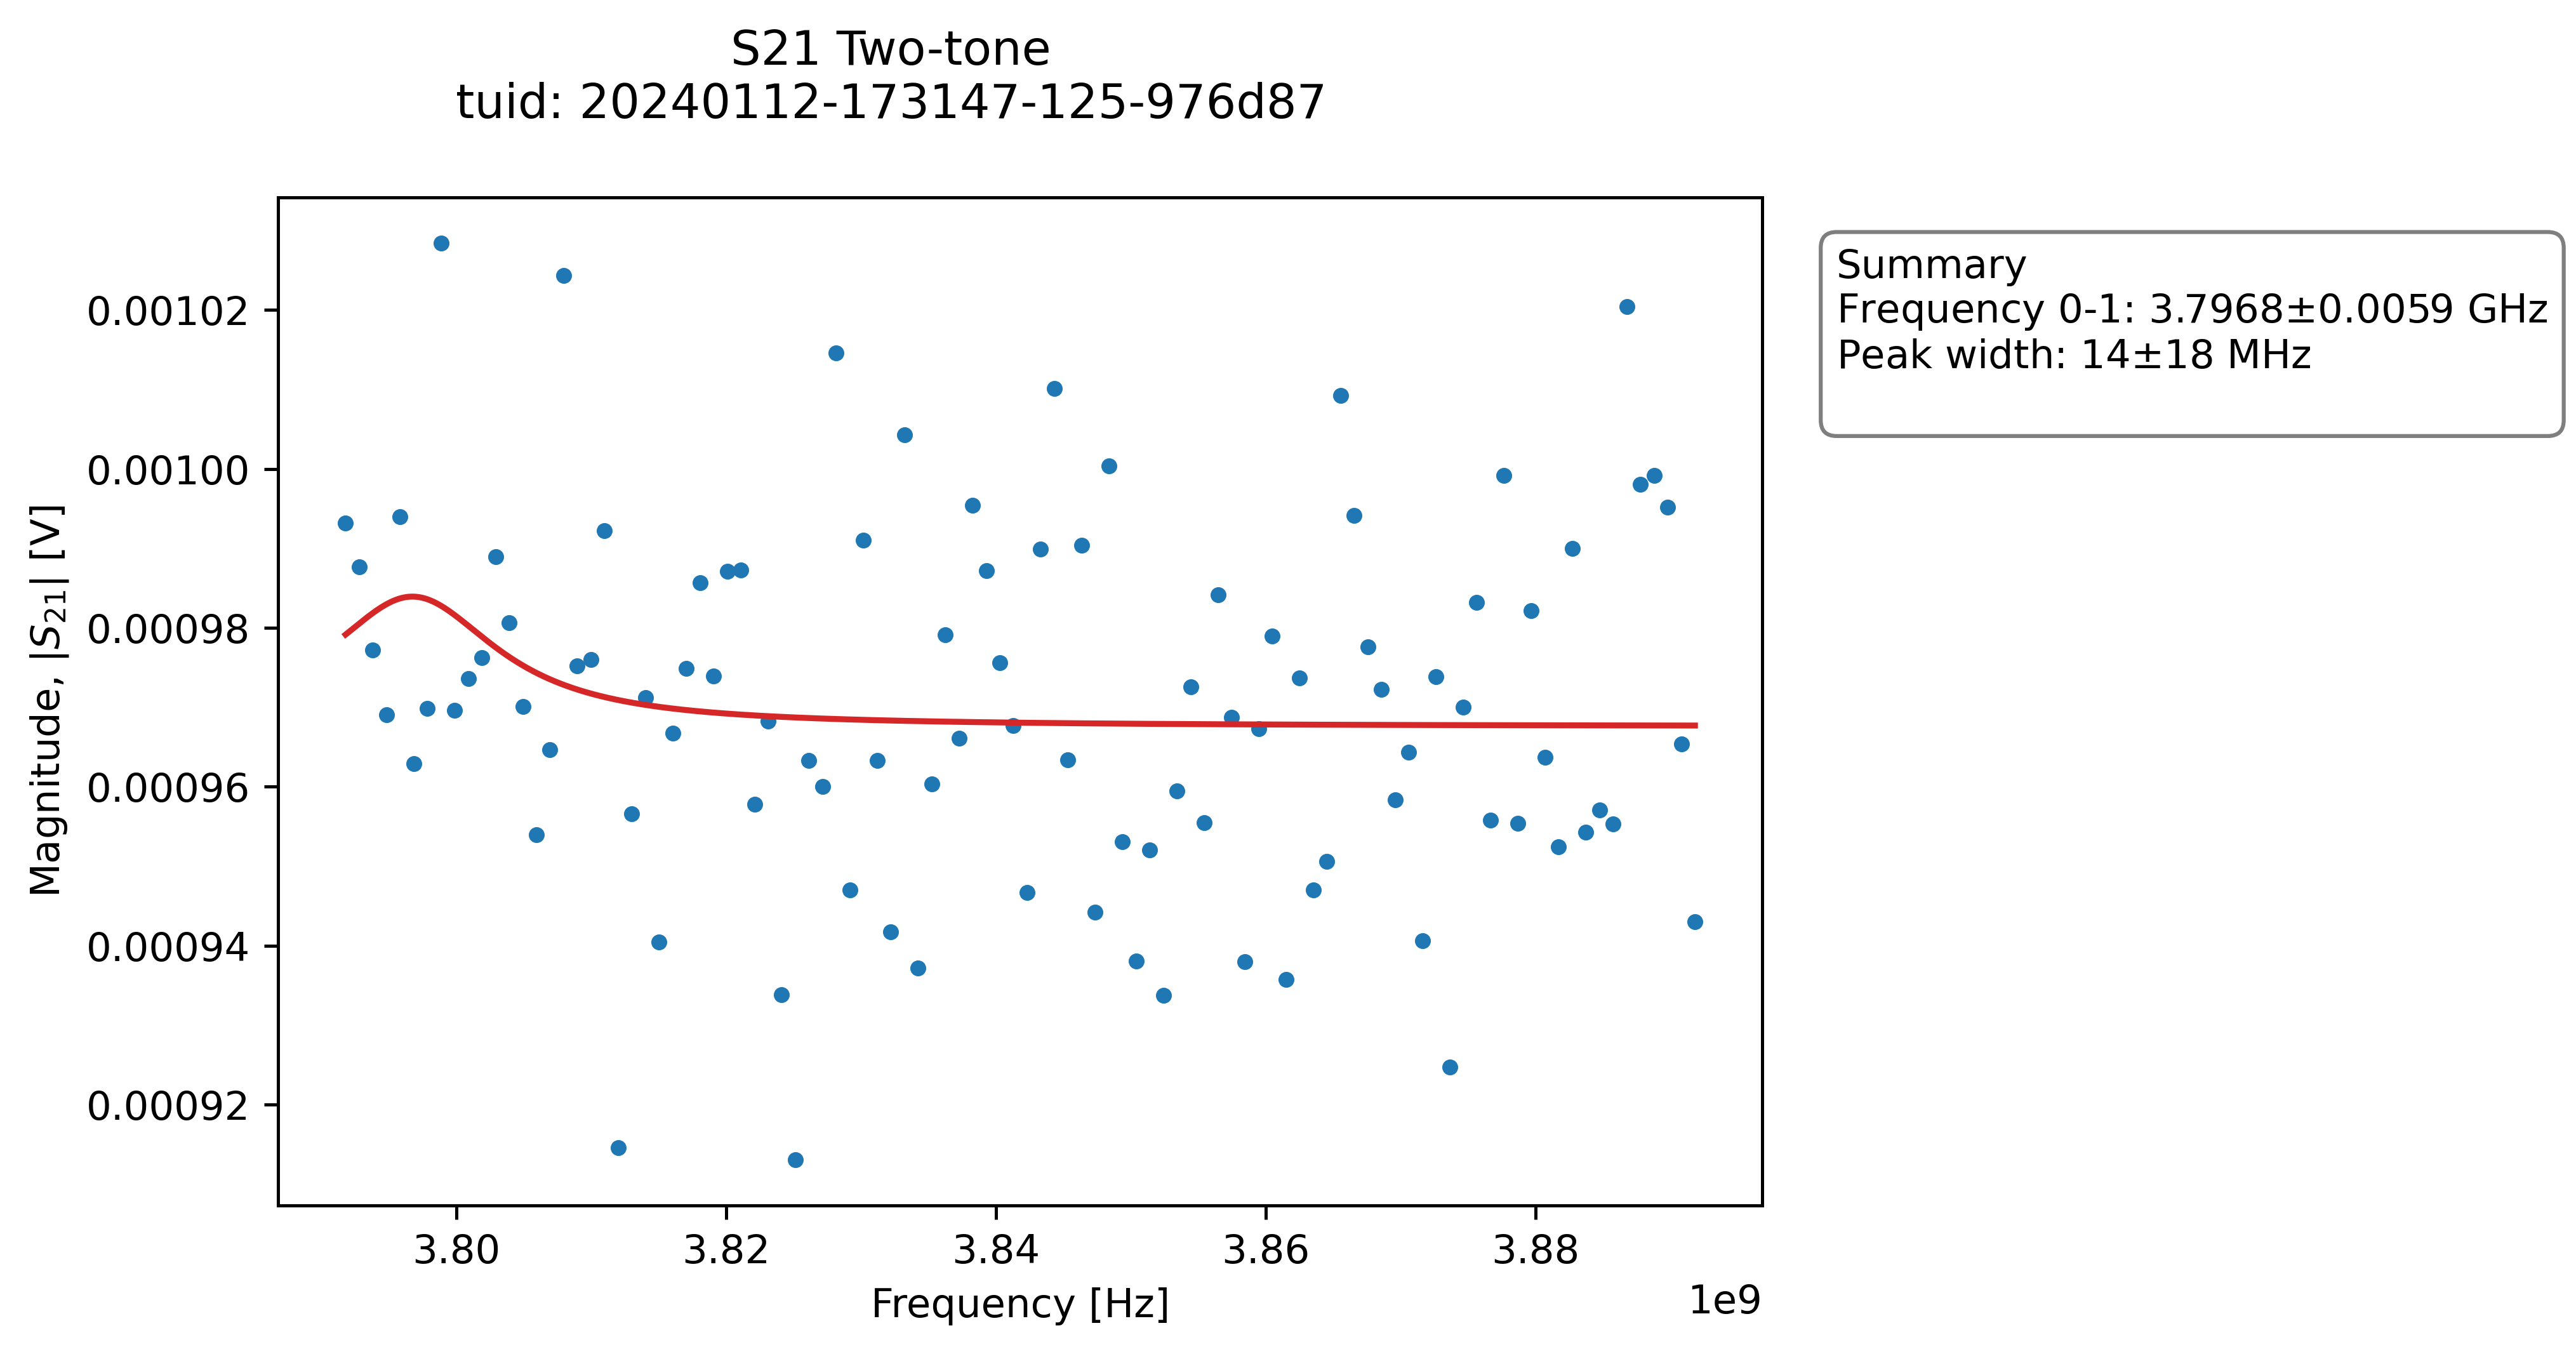 S21 Two-tone
tuid: 20240112-173147-125-976d87
Summary
Frequency 0-1: 3.7968±0.0059 GHz
Peak width: 14±18 MHz
Magnitude, |S21| [V]
0.00102
0.00100
0.00098
0.00096
0.00094
0.00092
3.80 3.82 3.84 3.86 3.88
1e9
Frequency [Hz]